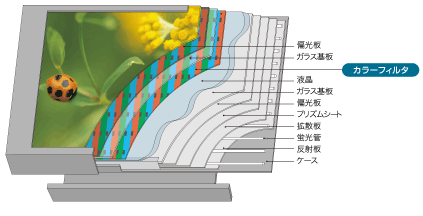 偏光板
ガラス基板
カラーフィルタ
液晶
ガラス基板
偏光板
プリズムシート
拡散板
蛍光管
反射板
ケース